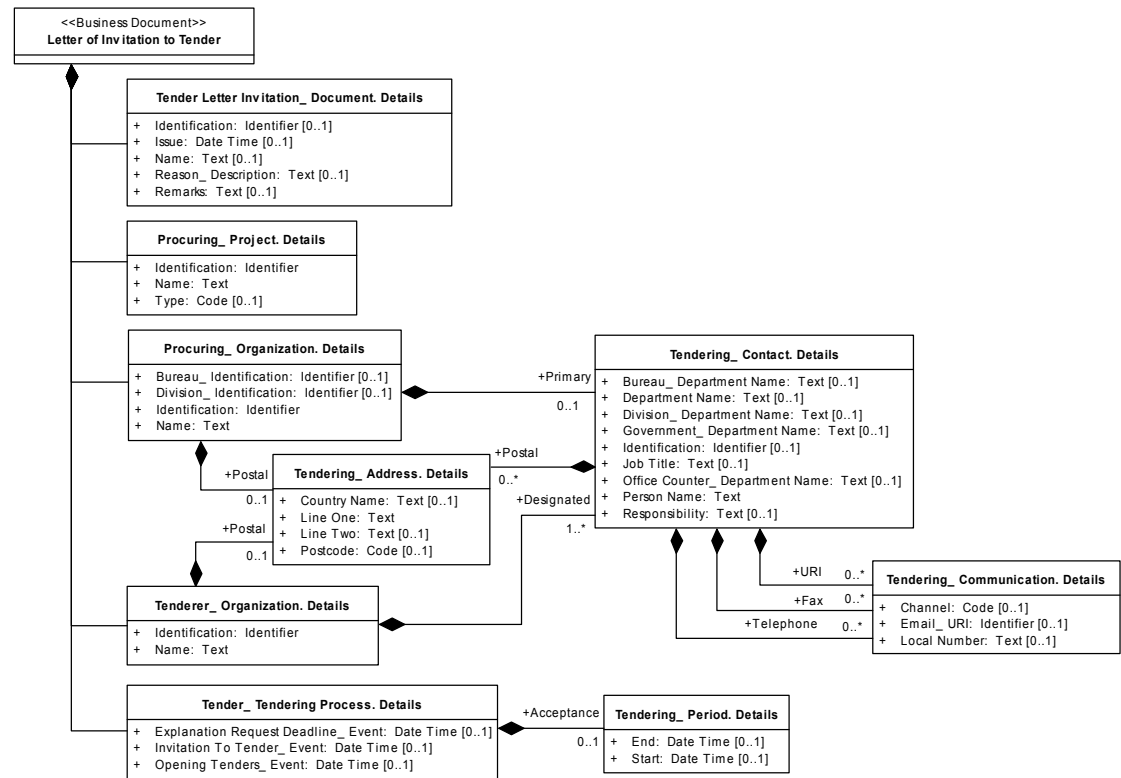 <<Business Document>>
Letter of Invitation to Tender
Tender Letter Invitation_ Document. Details
+ Identification: Identifier [0..1]
+ Issue: Date Time [0..1]
+ Name: Text [0..1]
+ Reason_ Description: Text [0..1]
+ Remarks: Text [0..1]
Procuring_ Project. Details
+ Identification: Identifier
+ Name: Text
+ Type: Code [0..1]
Procuring_ Organization. Details
+ Bureau_ Identification: Identifier [0..1]
+ Division_ Identification: Identifier [0..1]
+ Identification: Identifier
+ Name: Text
+Primary
0..1
Tendering_ Contact. Details
+ Bureau_ Department Name: Text [0..1]
+ Department Name: Text [0..1]
+ Division_ Department Name: Text [0..1]
+ Government_ Department Name: Text [0..1]
+ Identification: Identifier [0..1]
+ Job Title: Text [0..1]
+ Office Counter_ Department Name: Text [0..1]
+ Person Name: Text
+ Responsibility: Text [0..1]
+Postal
0..1
Tendering_ Address. Details
+ Country Name: Text [0..1]
+ Line One: Text
+ Line Two: Text [0..1]
+ Postcode: Code [0..1]
+Postal
0..*
+Designated
1..*
+Postal
0..1
Tenderer_ Organization. Details
+ Identification: Identifier
+ Name: Text
+URI 0..*
+Fax 0..*
+Telephone 0..*
Tendering_ Communication. Details
+ Channel: Code [0..1]
+ Email_ URI: Identifier [0..1]
+ Local Number: Text [0..1]
Tender_ Tendering Process. Details
+ Explanation Request Deadline_ Event: Date Time [0..1]
+ Invitation To Tender_ Event: Date Time [0..1]
+ Opening Tenders_ Event: Date Time [0..1]
+Acceptance
0..1
Tendering_ Period. Details
+ End: Date Time [0..1]
+ Start: Date Time [0..1]